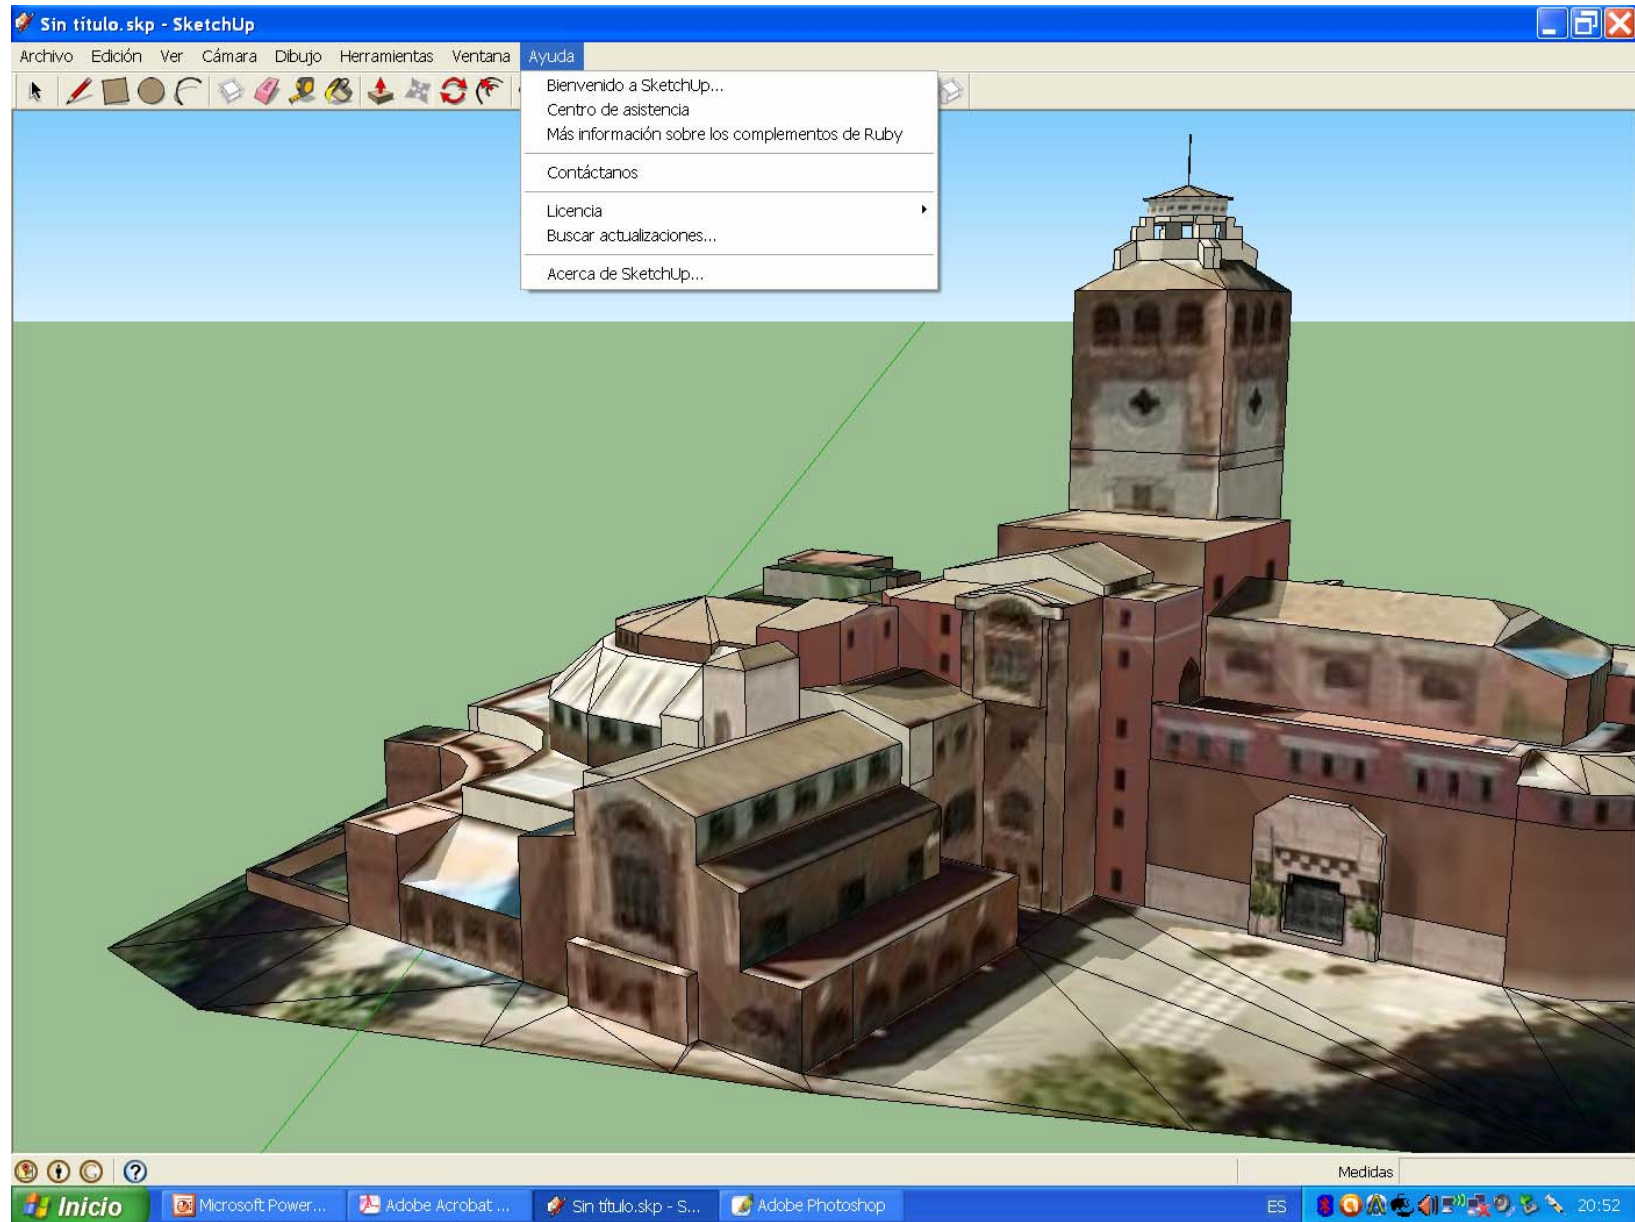 Sin título.skp - SketchUp
Archivo Edición Ver Cámara Dibujo Herramientas Ventana Ayuda
Bienvenido a SketchUp...
Centro de asistencia
Más información sobre los complementos de Ruby
Contáctanos
Licencia
Buscar actualizaciones...
Acerca de SketchUp...
Medidas
Inicio Microsoft Power... Adobe Acrobat ... Sin título.skp - S... Adobe Photoshop ES 20:52